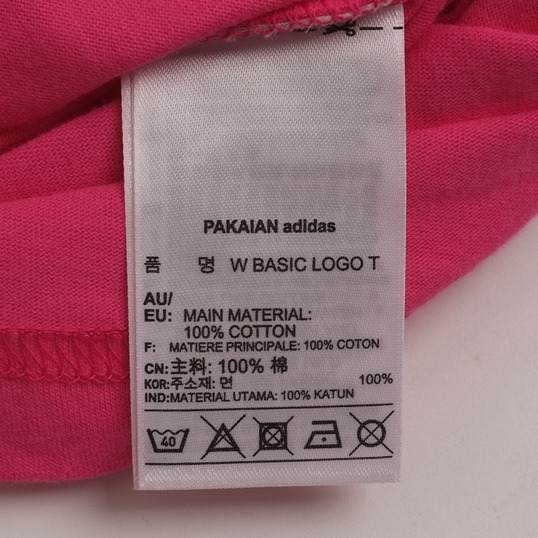 PAKAIAN adidas
품 명 W BASIC LOGO T
AU/
EU: MAIN MATERIAL:
100% COTTON
F: MATIERE PRINCIPALE: 100% COTON
CN:主料: 100% 棉
KOR:주소재: 면 100%
IND:MATERIAL UTAMA: 100% KATUN
40